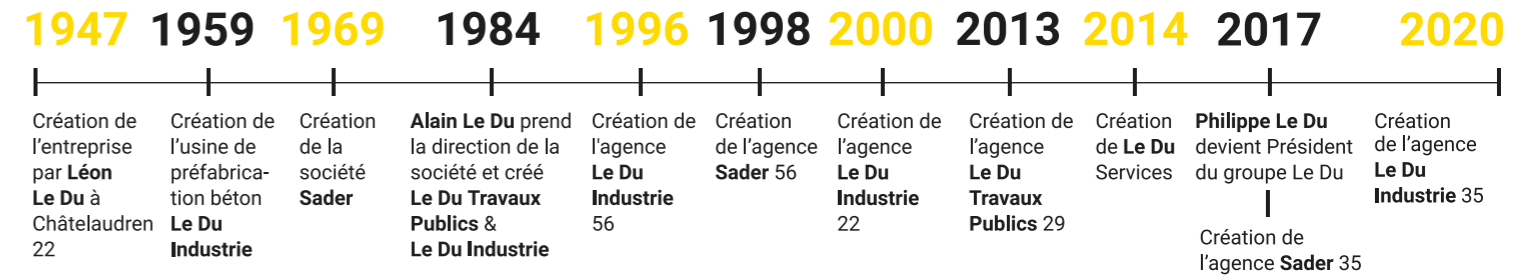 1947 1959 1969 1984 1996 1998 2000 2013 2014 2017 2020
Création de
l'entreprise
par Léon
Le Du à
Châtelaudren
22
Création de
l'usine de
préfabrica-
tion béton
Le Du
Industrie
Création
de la
société
Sader
Alain Le Du prend
la direction de la
société et créé
Le Du Travaux
Publics &
Le Du Industrie
Création de
l'agence
Le Du
Industrie
56
Création
de l'agence
Sader 56
Création de
l'agence
Le Du
Industrie
22
Création de
l'agence
Le Du
Travaux
Publics 29
Création
de Le Du
Services
Philippe Le Du
devient Président
du groupe Le Du
Création de
l'agence Sader 35
Création
de l'agence
Le Du
Industrie 35